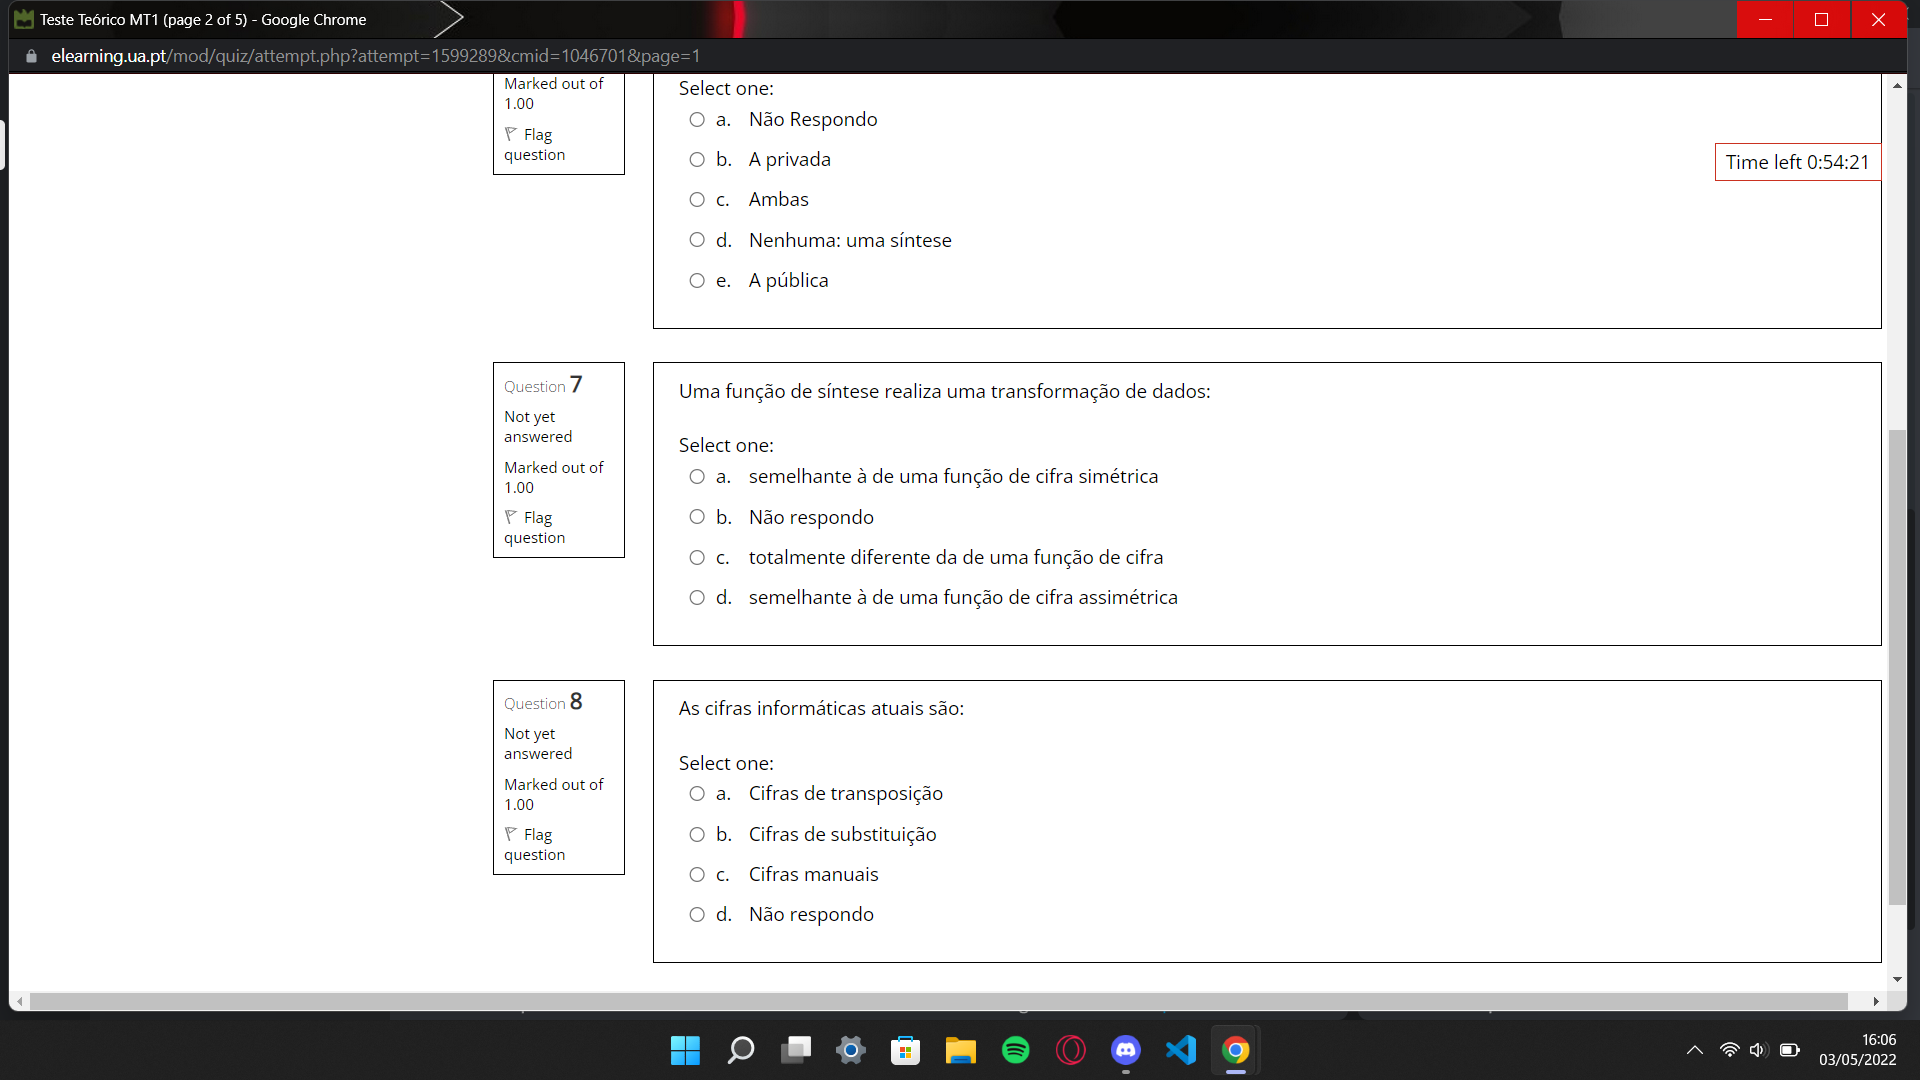 Teste Teórico MT1 (page 2 of 5) - Google Chrome
elearning.ua.pt/mod/quiz/attempt.php?attempt=1599289&cmid=1046701&page=1
Marked out of
1.00
Flag
question
Select one:
a. Não Respondo
b. A privada
c. Ambas
d. Nenhuma: uma síntese
e. A pública
Time left 0:54:21
Question 7
Not yet
answered
Marked out of
1.00
Flag
question
Uma função de síntese realiza uma transformação de dados:
Select one:
a. semelhante à de uma função de cifra simétrica
b. Não respondo
c. totalmente diferente da de uma função de cifra
d. semelhante à de uma função de cifra assimétrica
Question 8
Not yet
answered
Marked out of
1.00
Flag
question
As cifras informáticas atuais são:
Select one:
a. Cifras de transposição
b. Cifras de substituição
c. Cifras manuais
d. Não respondo
16:06
03/05/2022